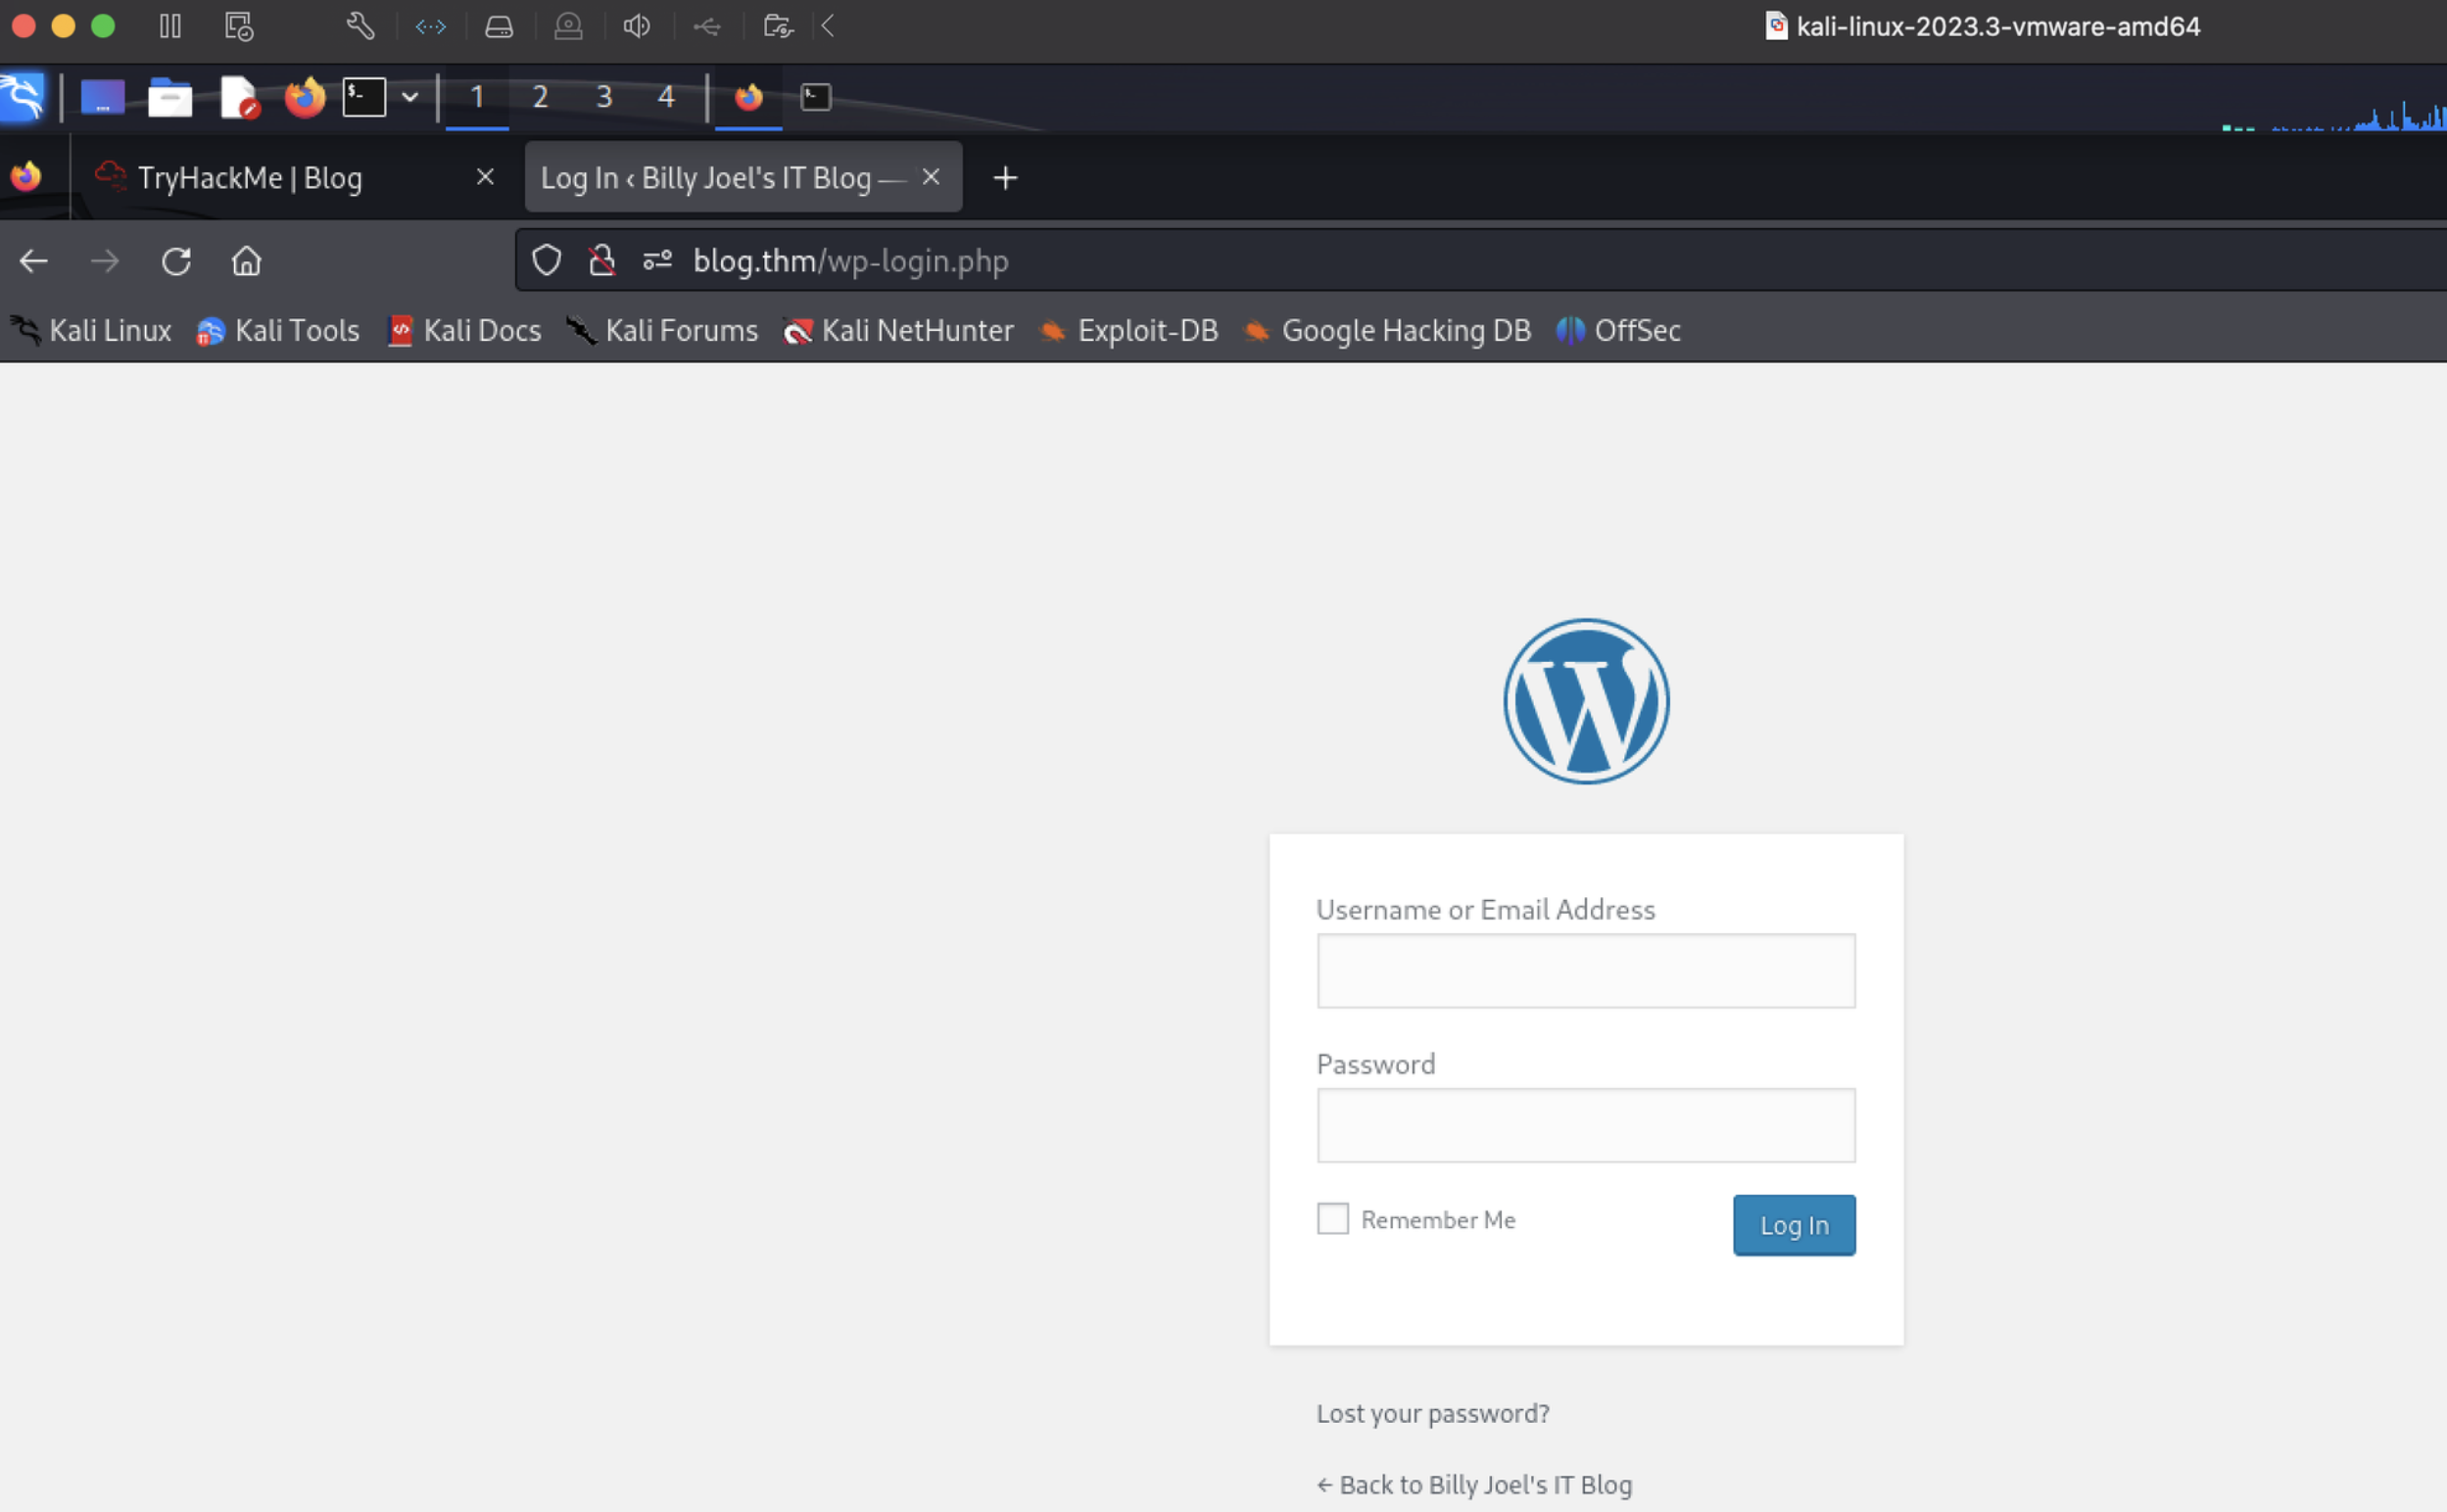 kali-linux-2023.3-vmware-amd64
1 2 3 4
TryHackMe | Blog
Log In ‹ Billy Joel's IT Blog —
blog.thm/wp-login.php
Kali Linux Kali Tools Kali Docs Kali Forums Kali NetHunter Exploit-DB Google Hacking DB OffSec
Username or Email Address
Password
Remember Me
Log In
Lost your password?
← Back to Billy Joel's IT Blog